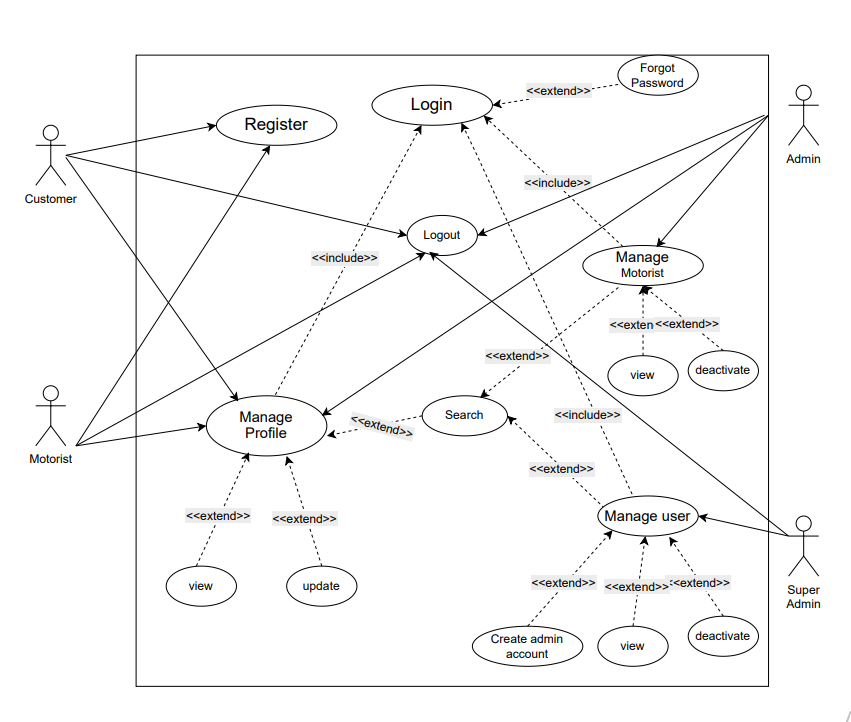 Forgot
Password
<<extend>>
Login
Register
Admin
Customer
<<include>>
Logout
<<include>>
Manage
Motorist
<<exten
<<extend>>
<<extend>>
view
deactivate
Manage
Profile
Search
<<extend>>
<<include>>
Motorist
<<extend>>
Manage user
<<extend>>
<<extend>>
view
update
Super
Admin
<<extend>>
<<extend>>
<<extend>>
Create admin
account
view
deactivate